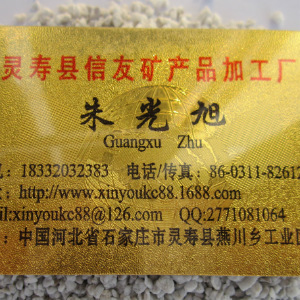 灵寿县信友矿产品加工厂
朱光旭
Guangxu Zhu
: 18332032383 电话/传真: 86-0311-82612
: http://www.xinyoukc88.1688.com
il:xinyoukc88@126.com QQ:2771081064
: 中国河北省石家庄市灵寿县燕川乡工业区